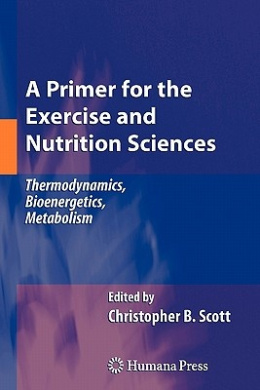 A Primer for the
Exercise and
Nutrition Sciences
Thermodynamics,
Bioenergetics,
Metabolism
Edited by
Christopher B. Scott
Humana Press